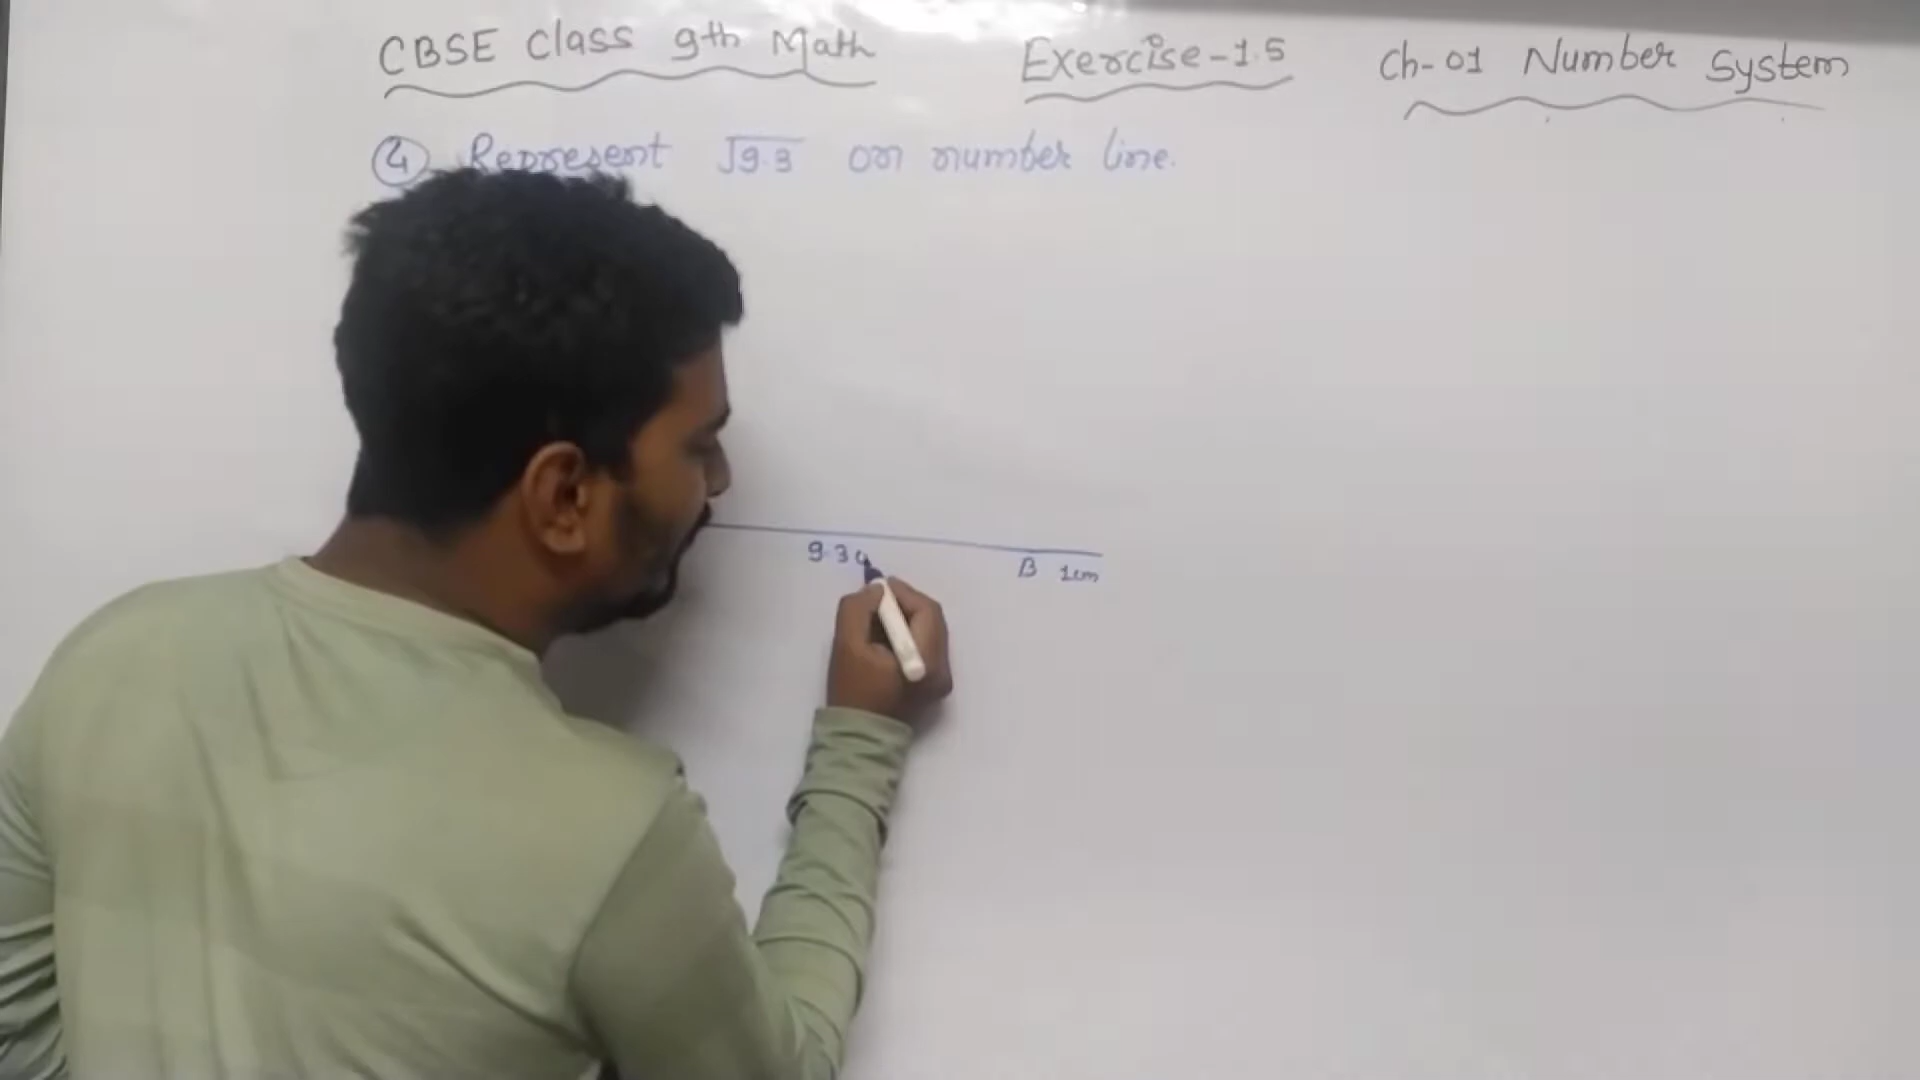 CBSE Class 9th Math Exercise-1.5 Ch-01 Number System
4 Represent √9.3 on number line.
9.3 c B 1cm